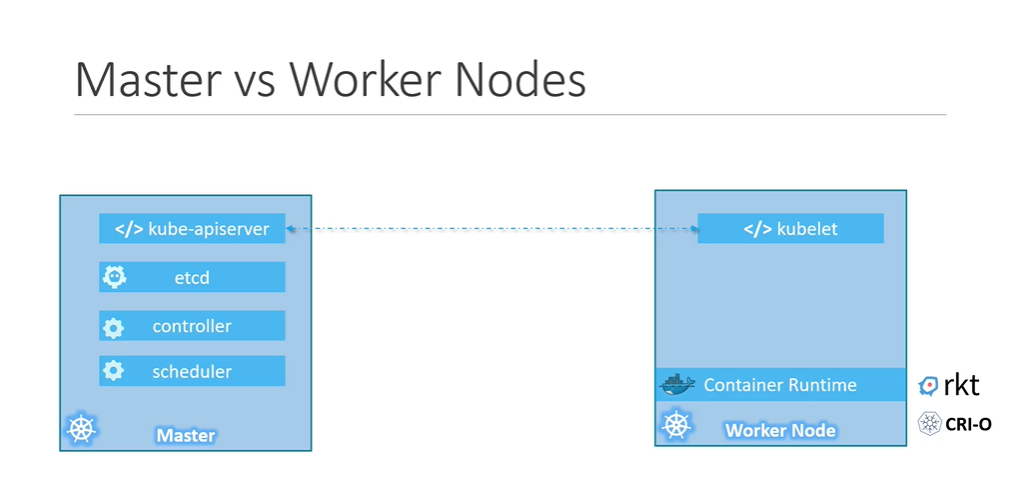 Master vs Worker Nodes
</> kube-apiserver
etcd
controller
scheduler
Master
</> kubelet
Container Runtime
Worker Node
rkt
CRI-O